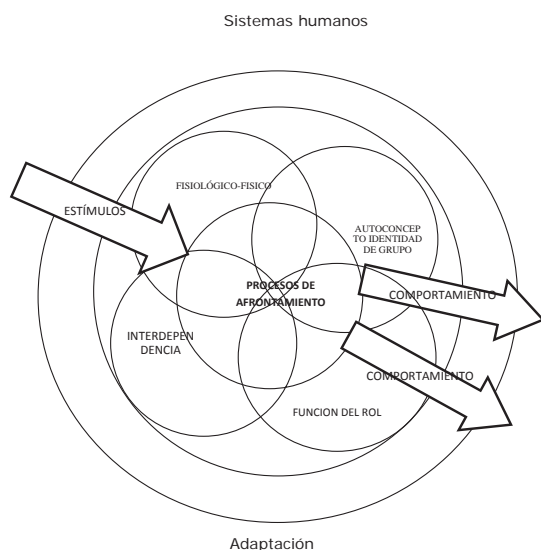 Sistemas humanos
FISIOLÓGICO-FISICO
ESTÍMULOS
AUTOCONCEP
TO IDENTIDAD
DE GRUPO
PROCESOS DE
AFRONTAMIENTO
COMPORTAMIENTO
INTERDEPEN
DENCIA
COMPORTAMIENTO
FUNCION DEL ROL
Adaptación